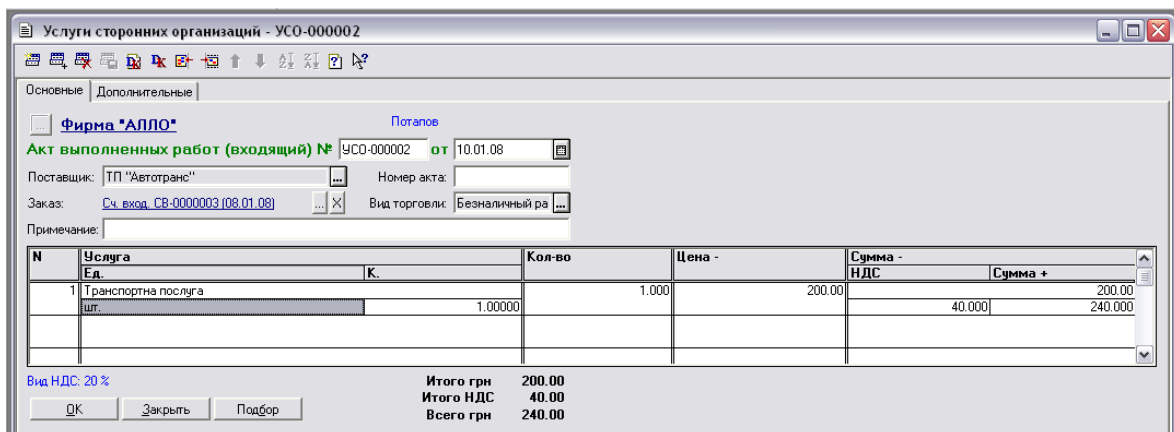 Услуги сторонних организаций - УСО-000002
Основные Дополнительные
... Фирма "АЛЛО" Потапов
Акт выполненных работ (входящий) № УСО-000002 от 10.01.08
Поставщик: ТП "Автотранс" ... Номер акта:
Заказ: Сч. вход. СВ-0000003 (08.01.08) ... X Вид торговли: Безналичный ра ...
Примечание:
N Услуга Кол-во Цена - Сумма -
Ед. К. НДС Сумма +
1 Транспортна послуга 1.000 200.00 200.00
шт. 1.00000 40.000 240.000
Вид НДС: 20 % Итого грн 200.00
Итого НДС 40.00
OK Закрыть Подбор Всего грн 240.00